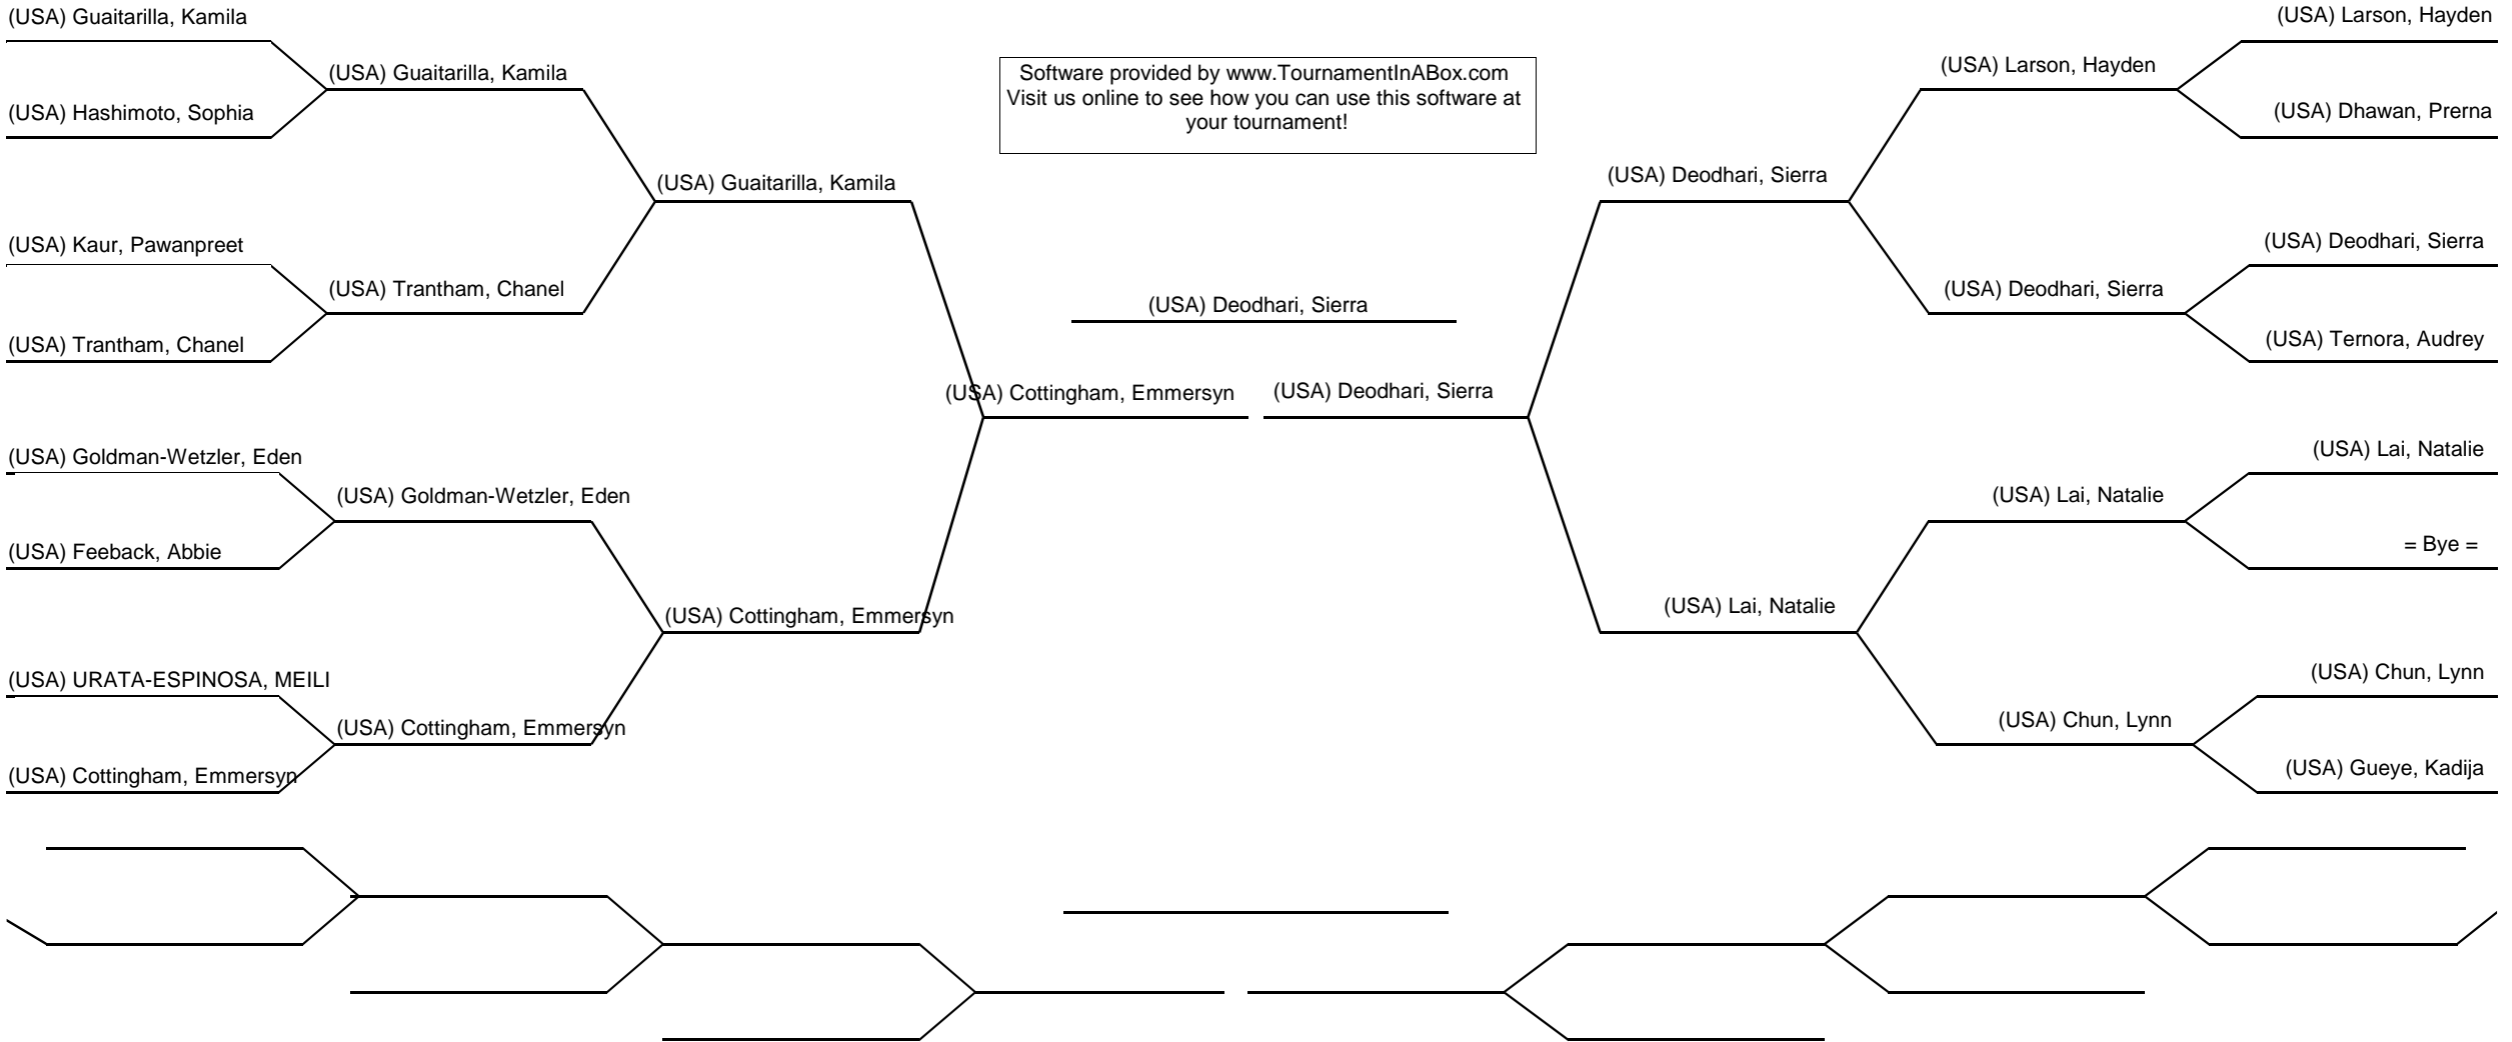 (USA) Guaitarilla, Kamila
(USA) Hashimoto, Sophia
(USA) Kaur, Pawanpreet
(USA) Trantham, Chanel
(USA) Goldman-Wetzler, Eden
(USA) Feeback, Abbie
(USA) URATA-ESPINOSA, MEILI
(USA) Cottingham, Emmersyn
(USA) Guaitarilla, Kamila
(USA) Trantham, Chanel
(USA) Goldman-Wetzler, Eden
(USA) Cottingham, Emmersyn
(USA) Guaitarilla, Kamila
(USA) Cottingham, Emmersyn
(USA) Cottingham, Emmersyn
Software provided by www.TournamentInABox.com
Visit us online to see how you can use this software at
your tournament!
(USA) Deodhari, Sierra
(USA) Deodhari, Sierra
(USA) Deodhari, Sierra
(USA) Lai, Natalie
(USA) Larson, Hayden
(USA) Deodhari, Sierra
(USA) Lai, Natalie
(USA) Chun, Lynn
(USA) Larson, Hayden
(USA) Dhawan, Prerna
(USA) Deodhari, Sierra
(USA) Ternora, Audrey
(USA) Lai, Natalie
= Bye =
(USA) Chun, Lynn
(USA) Gueye, Kadija